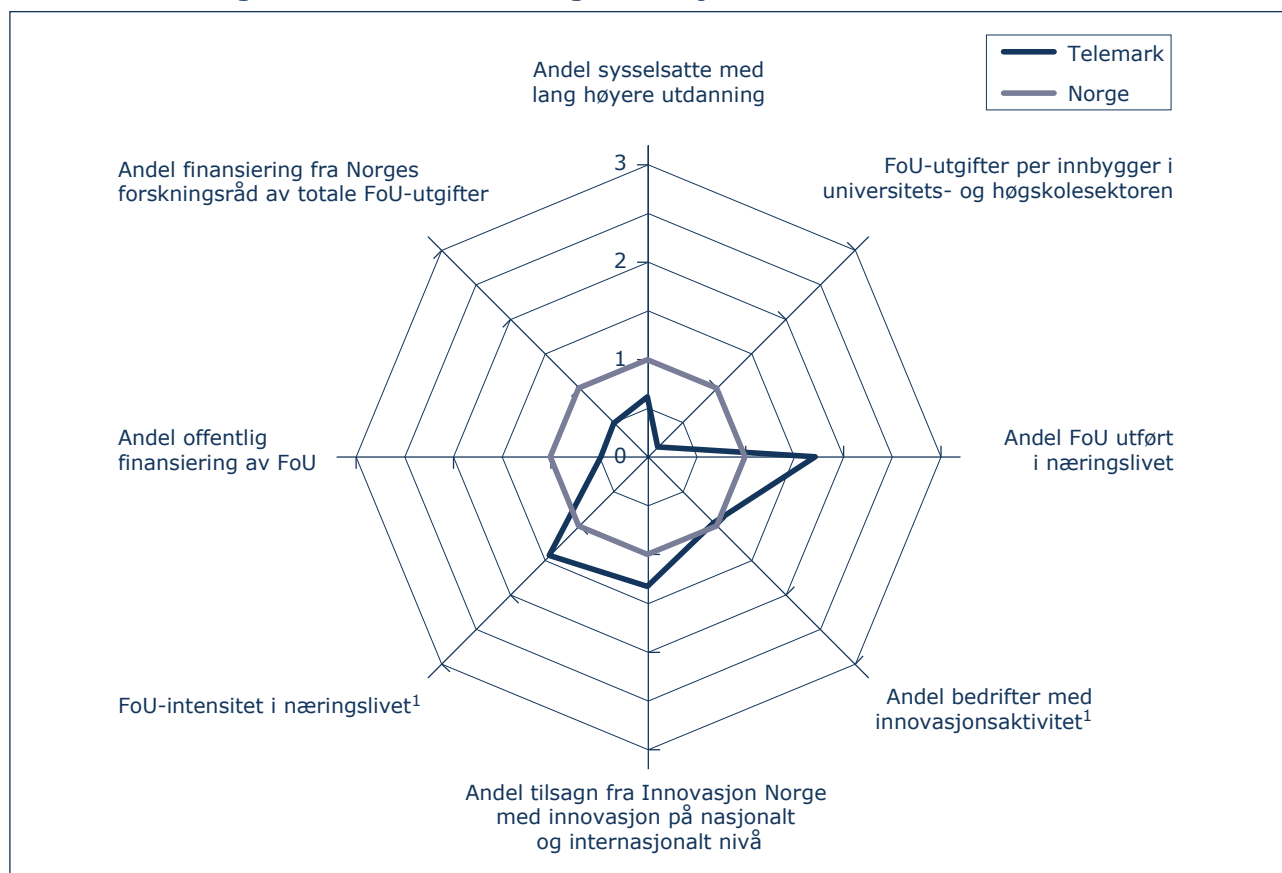 Telemark
Norge
Andel sysselsatte med
lang høyere utdanning
FoU-utgifter per innbygger i
universitets- og høgskolesektoren
Andel FoU utført
i næringslivet
Andel bedrifter med
innovasjonsaktivitet¹
Andel tilsagn fra Innovasjon Norge
med innovasjon på nasjonalt
og internasjonalt nivå
FoU-intensitet i næringslivet¹
Andel offentlig
finansiering av FoU
Andel finansiering fra Norges
forskningsråd av totale FoU-utgifter
3
2
1
0